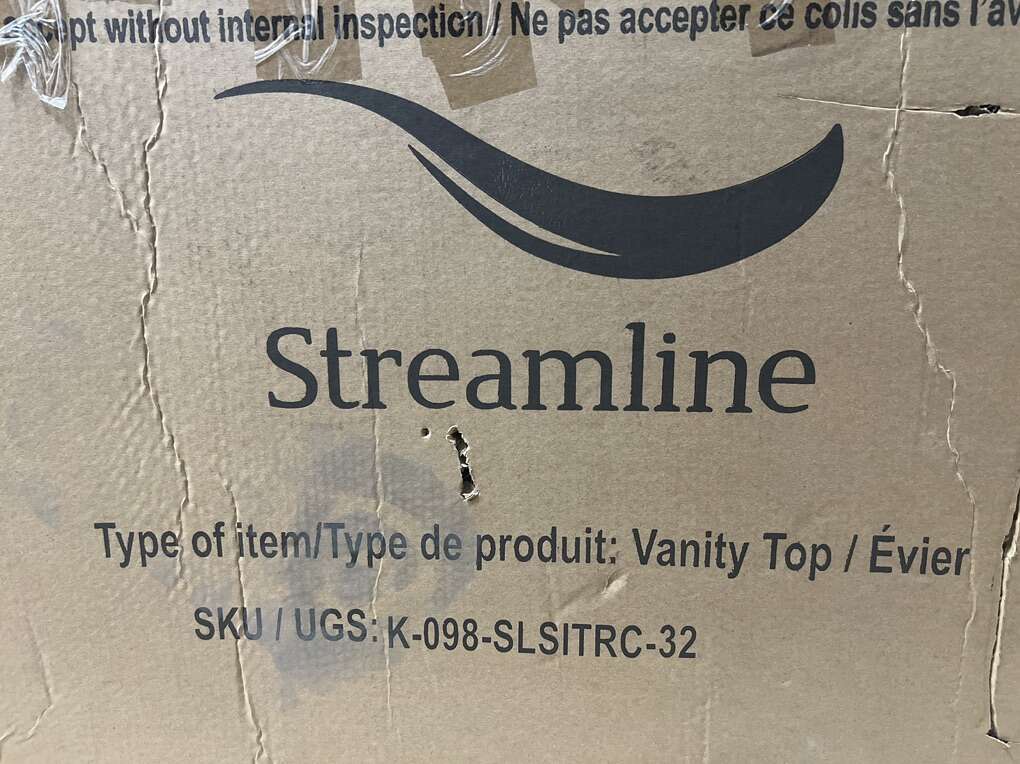 cept without internal inspection / Ne pas accepter ce colis sans l'av
Streamline
Type of item/Type de produit: Vanity Top / Évier
SKU / UGS: K-098-SLSITRC-32